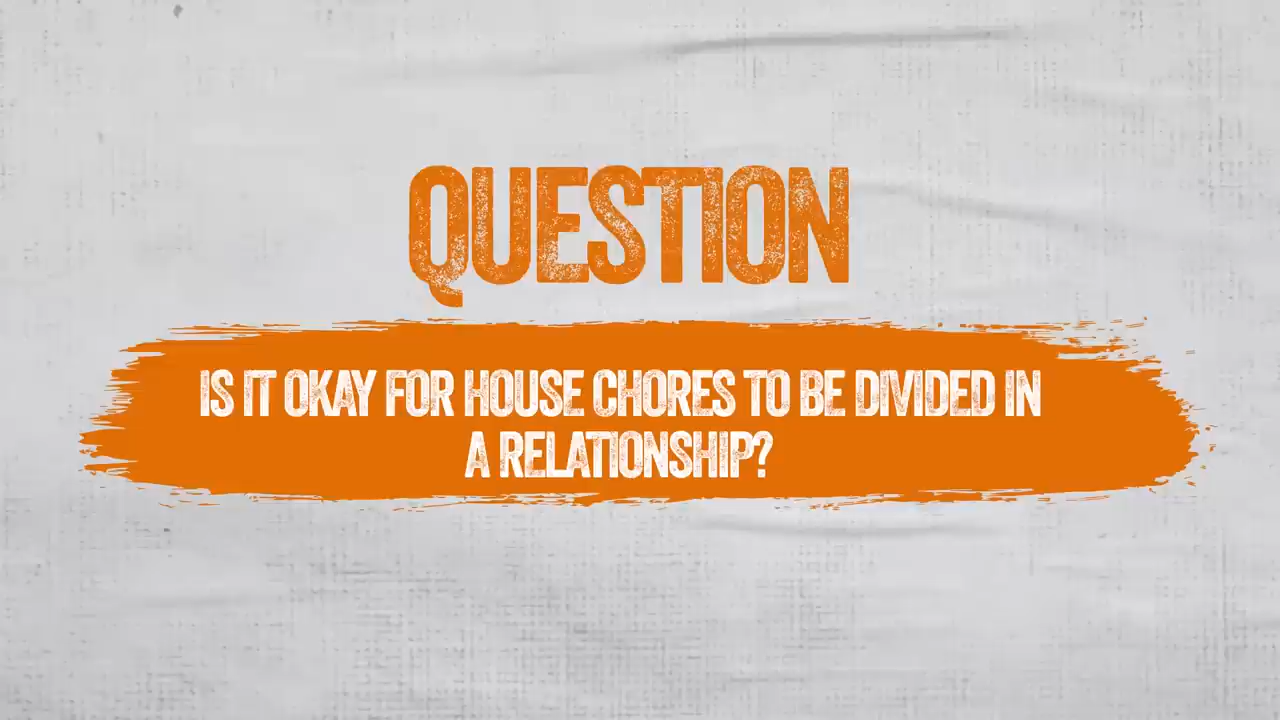 QUESTION
IS IT OKAY FOR HOUSE CHORES TO BE DIVIDED IN
A RELATIONSHIP?